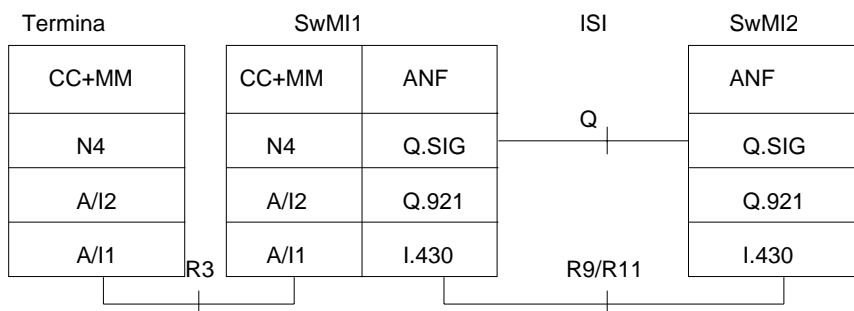 Termina SwMI1 ISI SwMI2
CC+MM CC+MM ANF ANF
Q
N4 N4 Q.SIG Q.SIG
A/I2 A/I2 Q.921 Q.921
A/I1 A/I1 I.430 I.430
R3 R9/R11